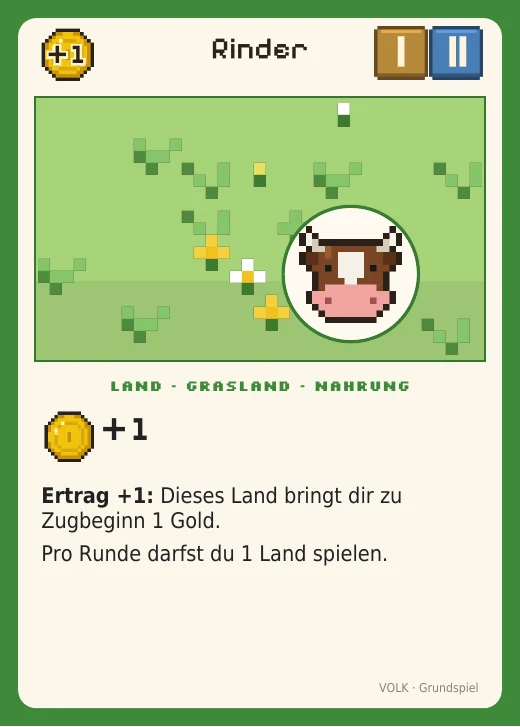 +1
Rinder
I
II
LAND - GRASLAND - NAHRUNG
+1
Ertrag +1: Dieses Land bringt dir zu
Zugbeginn 1 Gold.
Pro Runde darfst du 1 Land spielen.
VOLK · Grundspiel